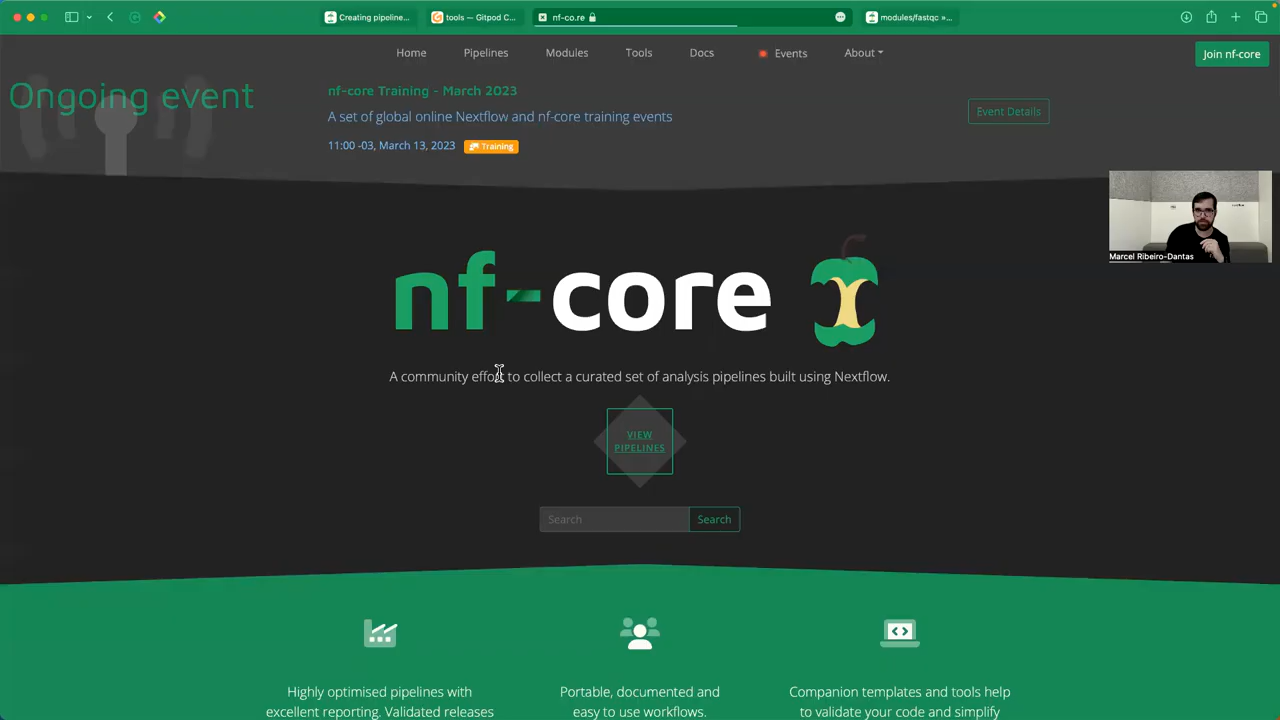 Creating pipeline...
tools — Gitpod C...
nf-co.re
modules/fastqc »...
Home
Pipelines
Modules
Tools
Docs
Events
About
Join nf-core
Ongoing event
nf-core Training - March 2023
A set of global online Nextflow and nf-core training events
11:00 -03, March 13, 2023
Training
Event Details
Marcel Ribeiro-Dantas
nf-core
A community effort to collect a curated set of analysis pipelines built using Nextflow.
VIEW
PIPELINES
Search
Search
Highly optimised pipelines with
excellent reporting. Validated releases
Portable, documented and
easy to use workflows.
Companion templates and tools help
to validate your code and simplify